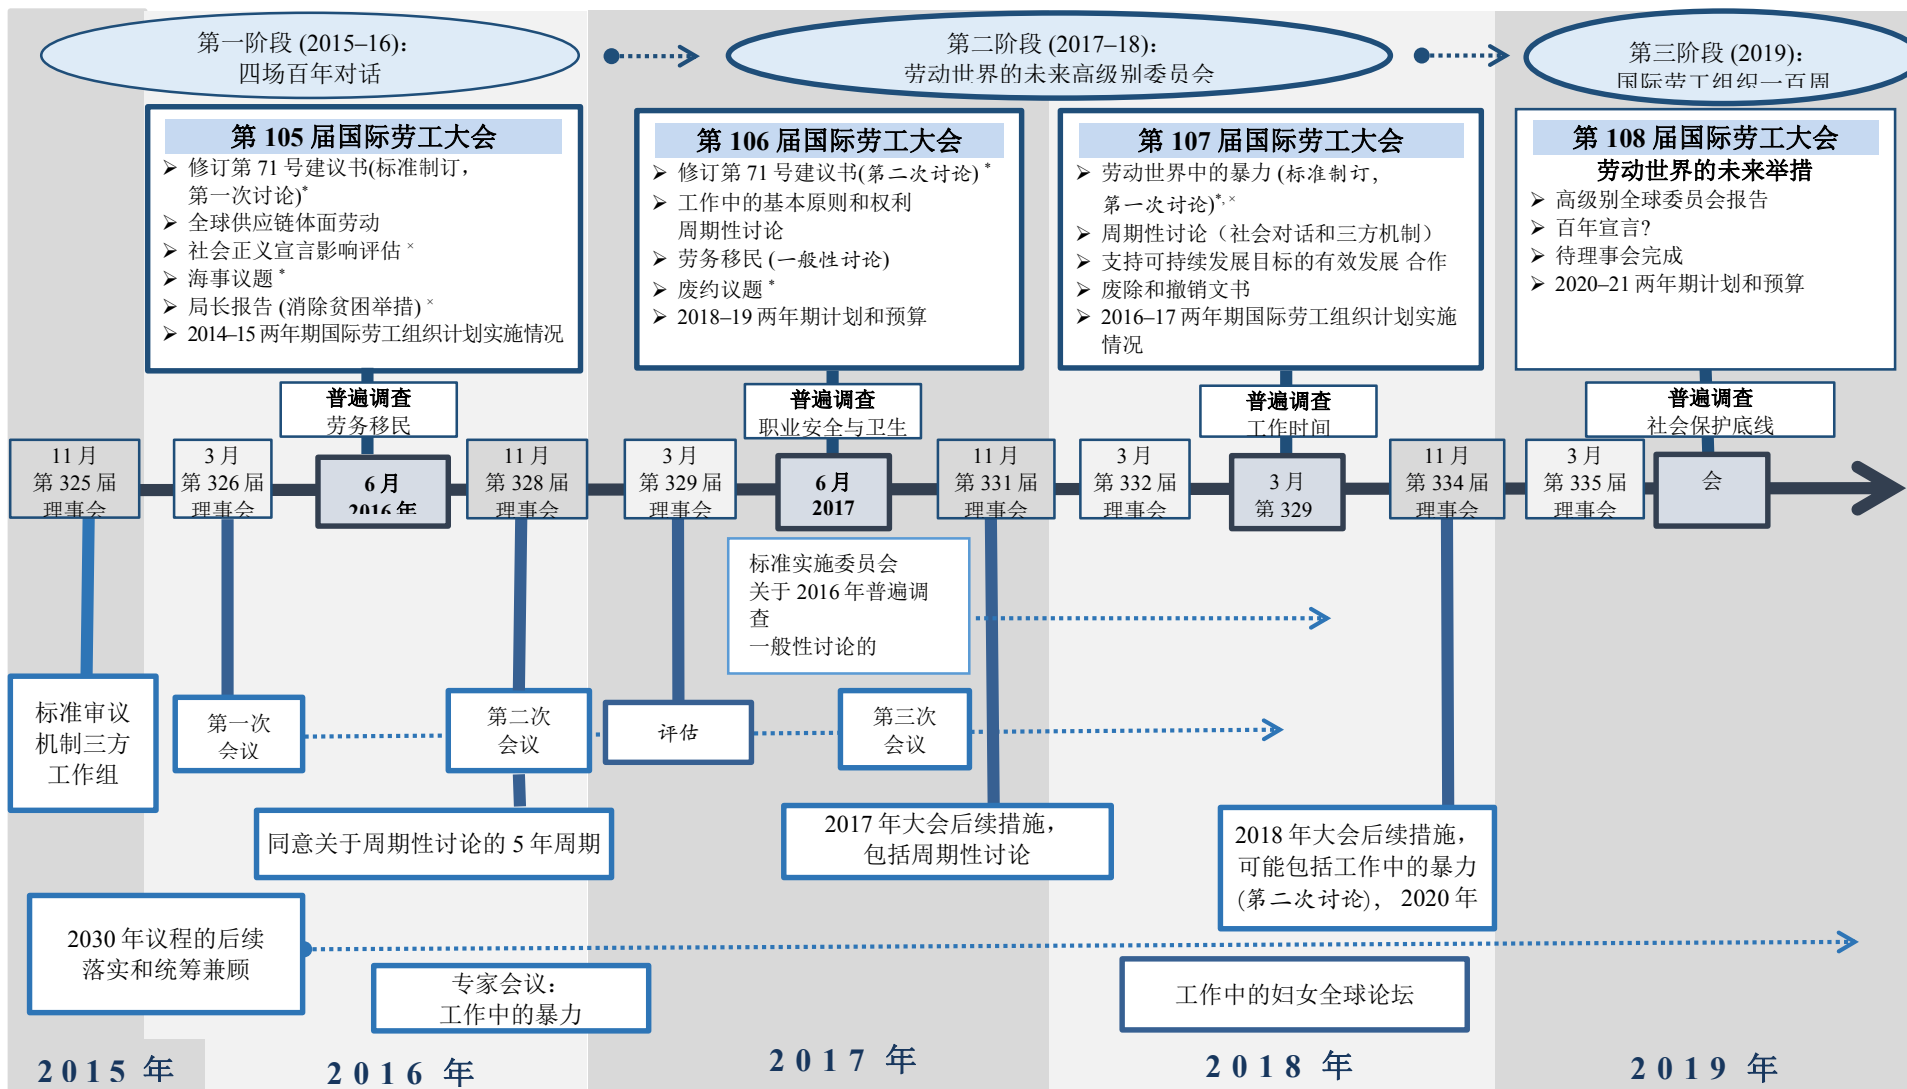 第一阶段 (2015–16)：
四场百年对话
第二阶段 (2017–18)：
劳动世界的未来高级别委员会
第三阶段 (2019)：
国际劳工组织一百周
第 105 届国际劳工大会
➢ 修订第 71 号建议书(标准制订，
第一次讨论)*
➢ 全球供应链体面劳动
➢ 社会正义宣言影响评估 ×
➢ 海事议题 *
➢ 局长报告 (消除贫困举措) ×
➢ 2014–15 两年期国际劳工组织计划实施情况
第 106 届国际劳工大会
➢ 修订第 71 号建议书(第二次讨论) *
➢ 工作中的基本原则和权利
周期性讨论
➢ 劳务移民 (一般性讨论)
➢ 废约议题 *
➢ 2018–19 两年期计划和预算
第 107 届国际劳工大会
➢ 劳动世界中的暴力 (标准制订，
第一次讨论)*, ×
➢ 周期性讨论（社会对话和三方机制）
➢ 支持可持续发展目标的有效发展 合作
➢ 废除和撤销文书
➢ 2016–17 两年期国际劳工组织计划实施
情况
第 108 届国际劳工大会
劳动世界的未来举措
➢ 高级别全球委员会报告
➢ 百年宣言?
➢ 待理事会完成
➢ 2020–21 两年期计划和预算
普遍调查
劳务移民
普遍调查
职业安全与卫生
普遍调查
工作时间
普遍调查
社会保护底线
11 月
第 325 届
理事会
3 月
第 326 届
理事会
6 月
2016 年
11 月
第 328 届
理事会
3 月
第 329 届
理事会
6 月
2017
11 月
第 331 届
理事会
3 月
第 332 届
理事会
3 月
第 329
11 月
第 334 届
理事会
3 月
第 335 届
理事会
会
标准实施委员会
关于 2016 年普遍调
查
一般性讨论的
标准审议
机制三方
工作组
第一次
会议
第二次
会议
评估
第三次
会议
同意关于周期性讨论的 5 年周期
2017 年大会后续措施，
包括周期性讨论
2018 年大会后续措施，
可能包括工作中的暴力
(第二次讨论)， 2020 年
2030 年议程的后续
落实和统筹兼顾
专家会议：
工作中的暴力
工作中的妇女全球论坛
2015 年
2016 年
2017 年
2018 年
2019 年